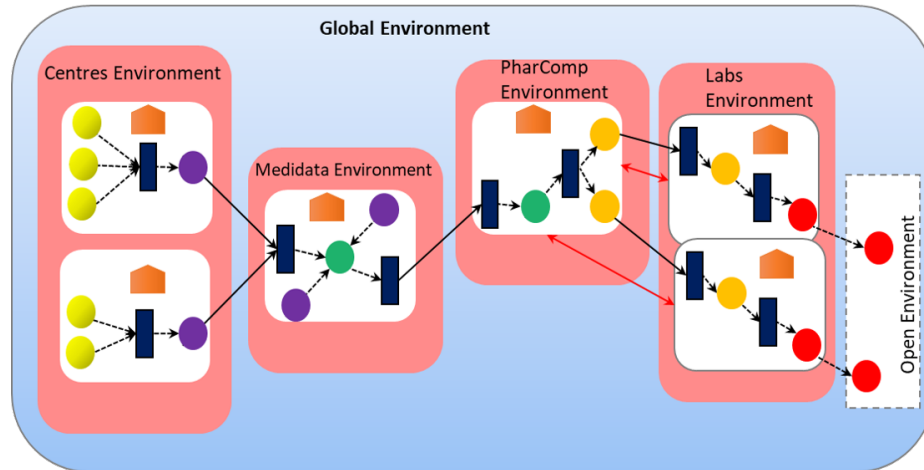 Global Environment
Centres Environment
Medidata Environment
PharComp
Environment
Labs
Environment
Open Environment